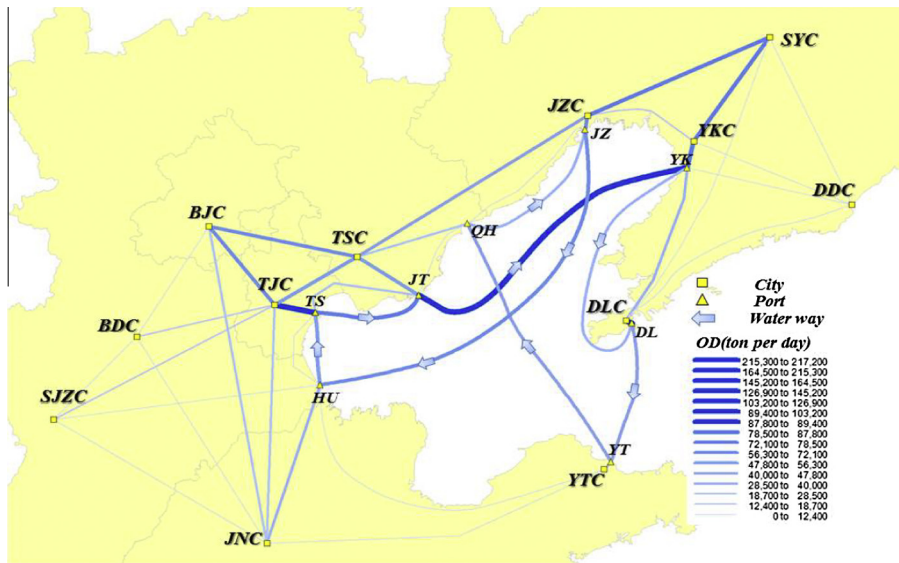 SYC
JZC
JZ
YKC
YK
DDC
BJC
TSC
QH
TJC
TS
JT
BDC
DLC
DL
SJZC
HU
YT
YTC
JNC
City
Port
Water way
OD(ton per day)
215,300 to 217,200
164,500 to 215,300
145,200 to 164,500
126,900 to 145,200
103,200 to 126,900
89,400 to 103,200
87,800 to 89,400
78,500 to 87,800
72,100 to 78,500
56,300 to 72,100
47,800 to 56,300
40,000 to 47,800
28,500 to 40,000
18,700 to 28,500
12,400 to 18,700
0 to 12,400